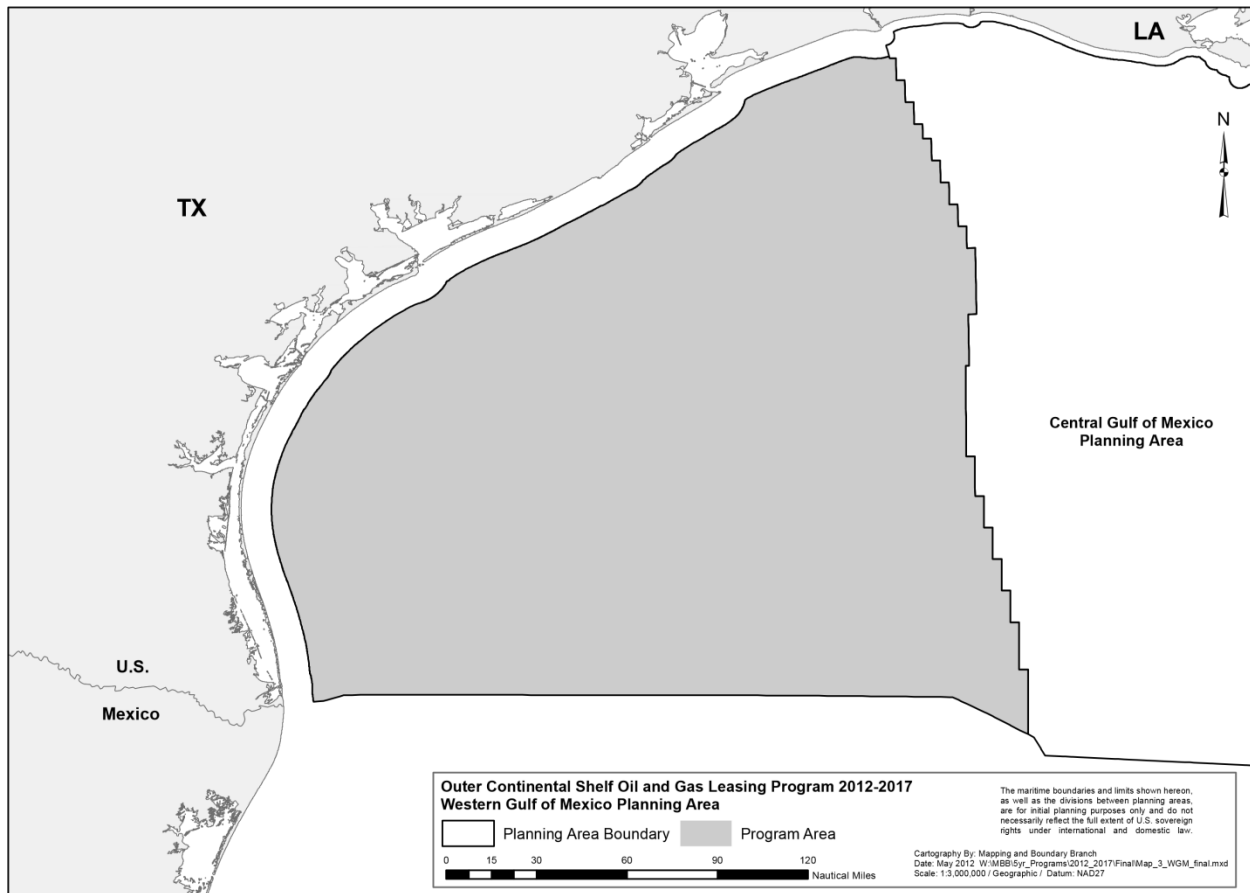 LA
N
TX
Central Gulf of Mexico
Planning Area
U.S.
Mexico
Outer Continental Shelf Oil and Gas Leasing Program 2012-2017
Western Gulf of Mexico Planning Area
Planning Area Boundary
Program Area
0 15 30 60 90 120
Nautical Miles
The maritime boundaries and limits shown hereon,
as well as the divisions between planning areas,
are for initial planning purposes only and do not
necessarily reflect the full extent of U.S. sovereign
rights under international and domestic law.
Cartography By: Mapping and Boundary Branch
Date: May 2012 W:\MBB\5yr_Programs\2012_2017\Final\Map_3_WGM_final.mxd
Scale: 1:3,000,000 / Geographic / Datum: NAD27